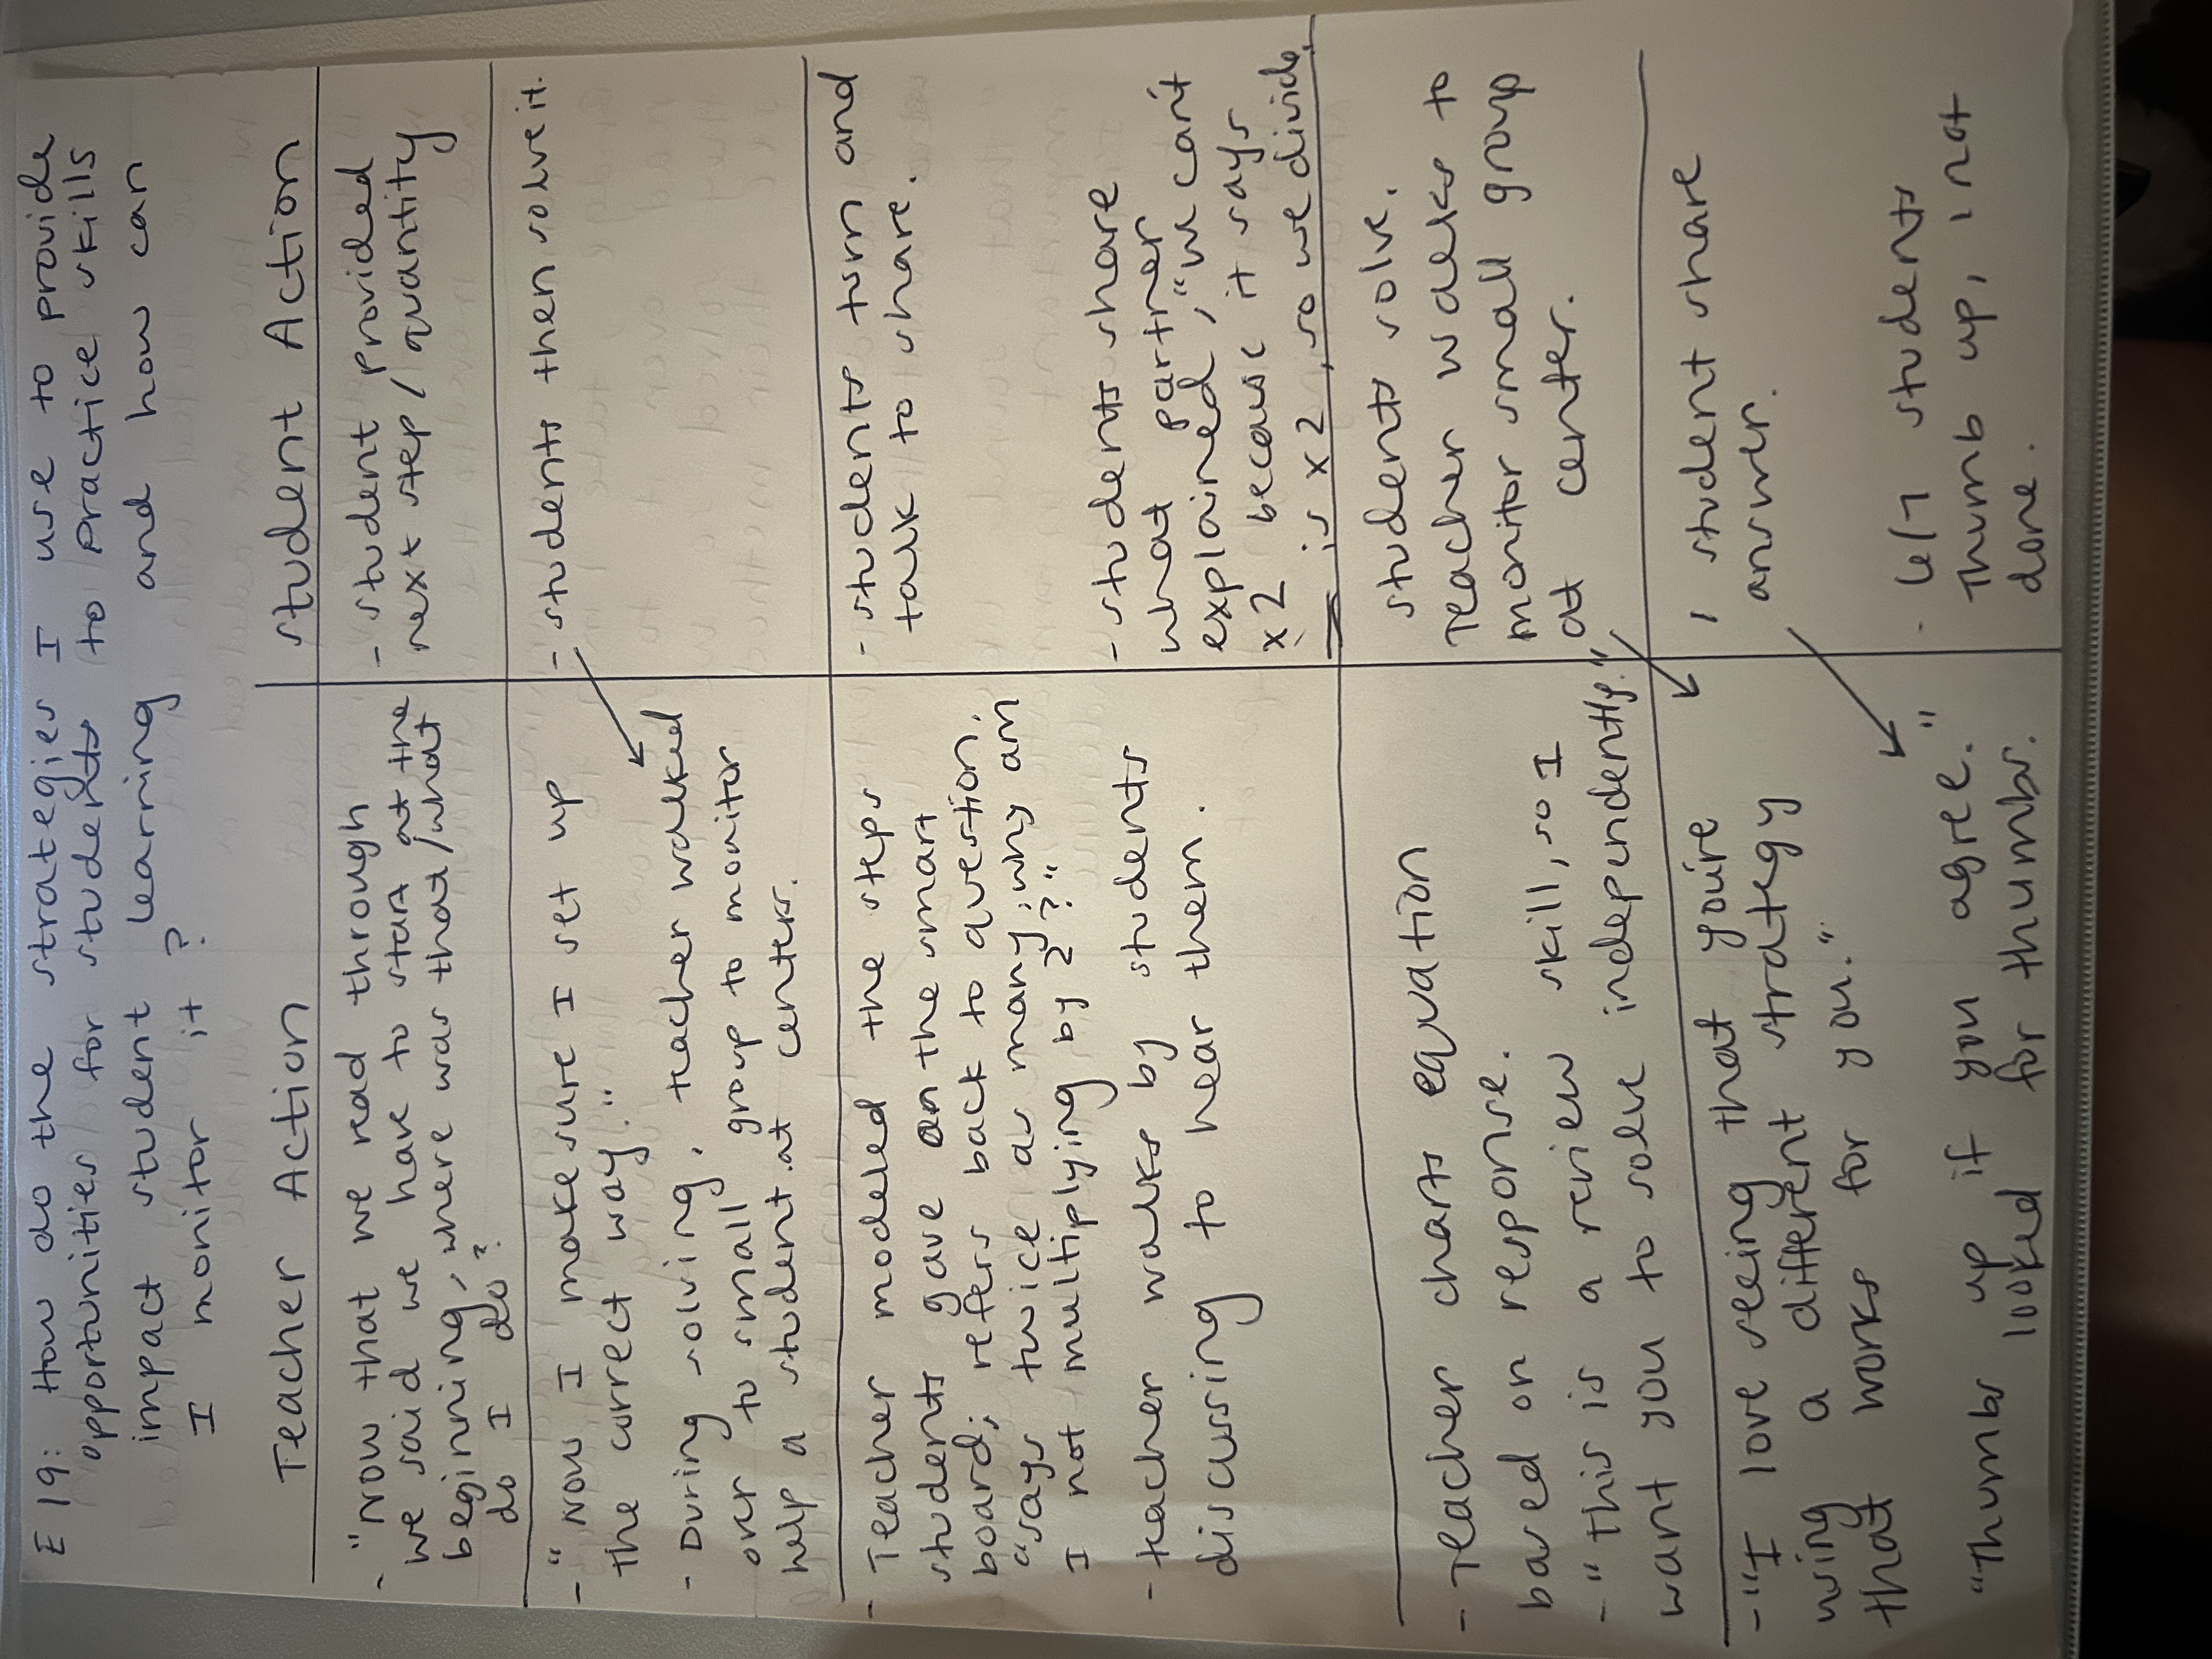 E 19: How do the strategies I use to provide
opportunities for students to practice skills
impact student learning and how can
I monitor it?
Teacher Action
- "Now that we read through
we said we have to start at the
beginning, where was that/what
do I do?
Student Action
- student provided
next step/quantity
- "Now I make sure I set up
the correct way."
- During solving, teacher walked
over to small group to monitor
help a student at centers.
- students then solve it.
- Teacher modeled the steps
students gave on the smart
board; refers back to question.
"says twice as many, why am
I not multiplying by 2?"
- teacher walks by students
discussing to hear them.
- students turn and
talk to share.
- students share
what partner
explained, "we can't
x2 because it says
__ is x2, so we divide.
- Teacher charts equation
based on response.
- "this is a review skill, so I
want you to solve independently."
students solve.
Teacher walks to
monitor small group
at center.
- "I love seeing that you're
using a different strategy
that works for you."
"Thumbs up if you agree."
looked for thumbs.
1 student share
answer.
- 6/7 students
thumb up, 1 not
done.